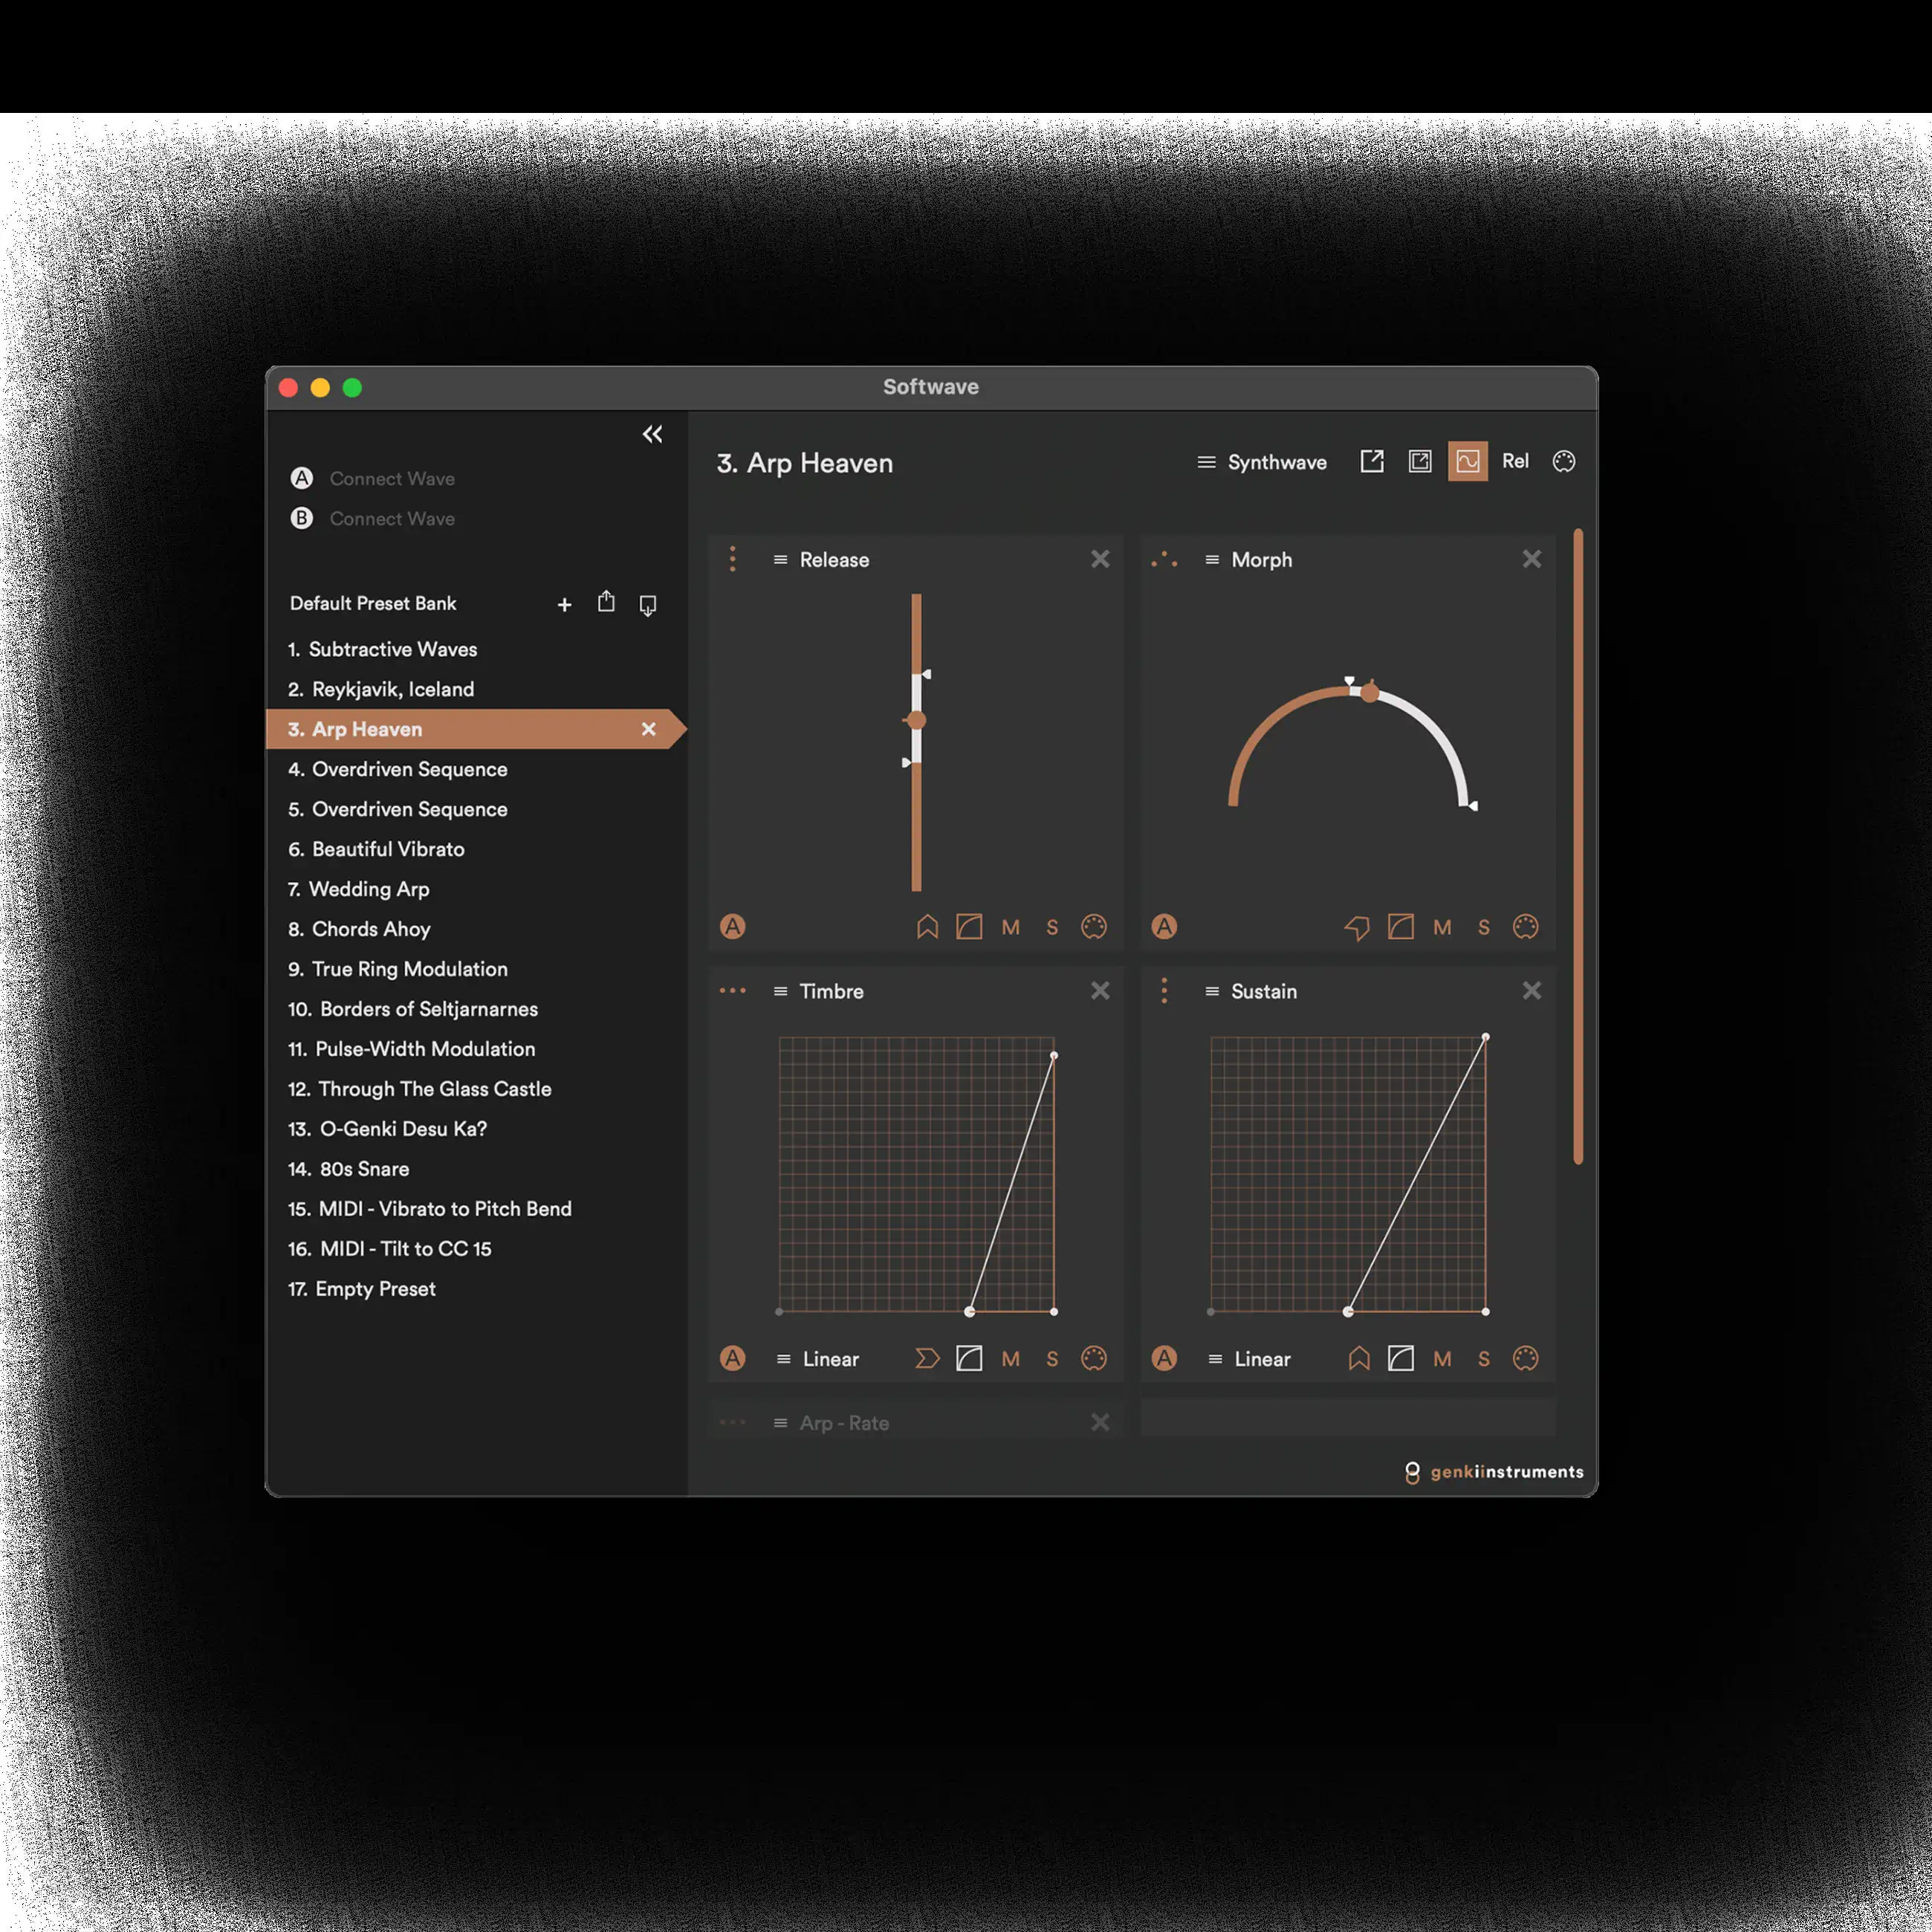 Softwave
A Connect Wave
B Connect Wave
Default Preset Bank
1. Subtractive Waves
2. Reykjavik, Iceland
3. Arp Heaven
4. Overdriven Sequence
5. Overdriven Sequence
6. Beautiful Vibrato
7. Wedding Arp
8. Chords Ahoy
9. True Ring Modulation
10. Borders of Seltjarnarnes
11. Pulse-Width Modulation
12. Through The Glass Castle
13. O-Genki Desu Ka?
14. 80s Snare
15. MIDI - Vibrato to Pitch Bend
16. MIDI - Tilt to CC 15
17. Empty Preset
3. Arp Heaven
Synthwave
Rel
Release
A M S
Morph
A M S
Timbre
A Linear M S
Sustain
A Linear M S
Arp - Rate
genkiinstruments